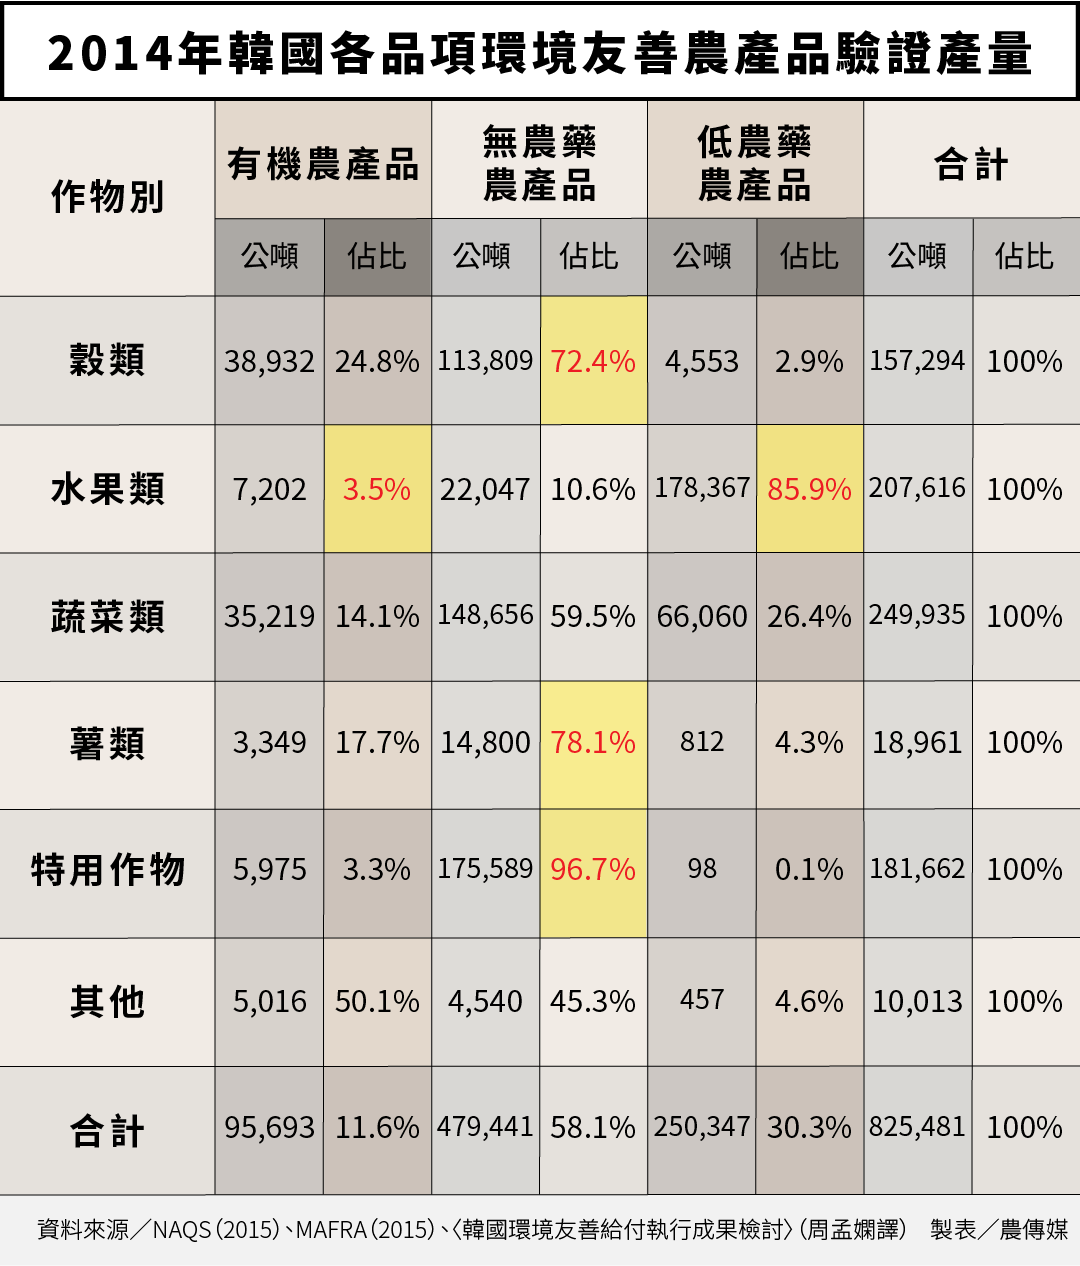 2014年韓國各品項環境友善農產品驗證產量
作物別 有機農產品 無農藥農產品 低農藥農產品 合計
公噸 佔比 公噸 佔比 公噸 佔比 公噸 佔比
穀類 38,932 24.8% 113,809 72.4% 4,553 2.9% 157,294 100%
水果類 7,202 3.5% 22,047 10.6% 178,367 85.9% 207,616 100%
蔬菜類 35,219 14.1% 148,656 59.5% 66,060 26.4% 249,935 100%
薯類 3,349 17.7% 14,800 78.1% 812 4.3% 18,961 100%
特用作物 5,975 3.3% 175,589 96.7% 98 0.1% 181,662 100%
其他 5,016 50.1% 4,540 45.3% 457 4.6% 10,013 100%
合計 95,693 11.6% 479,441 58.1% 250,347 30.3% 825,481 100%
資料來源／NAQS（2015）、MAFRA（2015）、〈韓國環境友善給付執行成果檢討〉（周孟嫻譯） 製表／農傳媒